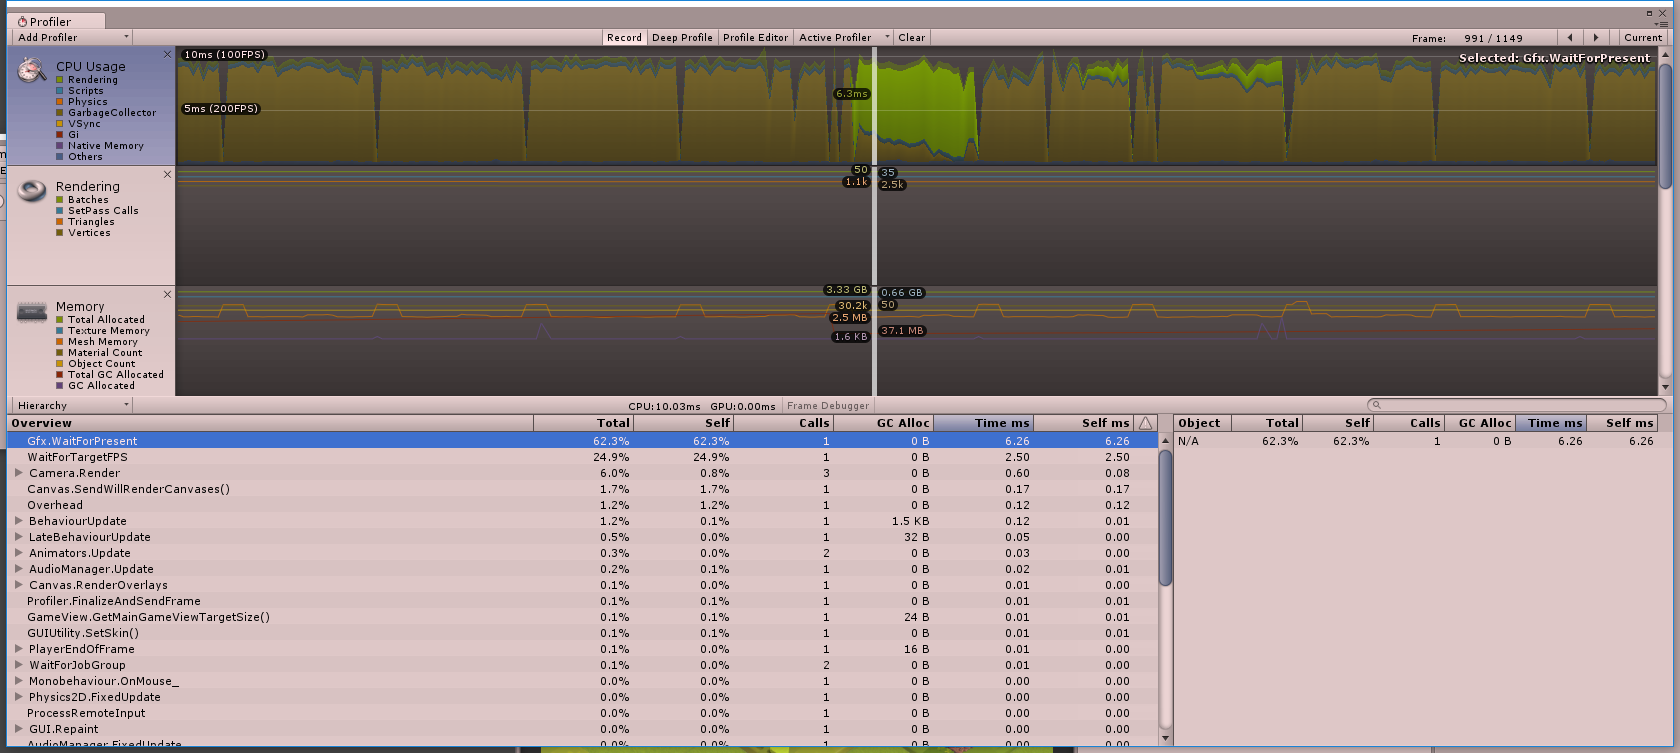 Profiler
Add Profiler
Record Deep Profile Profile Editor Active Profiler Clear Frame: 991 / 1149 Current
CPU Usage
Rendering
Scripts
Physics
GarbageCollector
VSync
Gi
Native Memory
Others
10ms (100FPS)
5ms (200FPS)
6.3ms
Selected: Gfx.WaitForPresent
Rendering
Batches
SetPass Calls
Triangles
Vertices
50 35
1.1k 2.5k
Memory
Total Allocated
Texture Memory
Mesh Memory
Material Count
Object Count
Total GC Allocated
GC Allocated
3.33 GB 0.66 GB
30.2k 50
2.5 MB
1.6 KB 37.1 MB
Hierarchy CPU:10.03ms GPU:0.00ms Frame Debugger
Overview Total Self Calls GC Alloc Time ms Self ms Object Total Self Calls GC Alloc Time ms Self ms
Gfx.WaitForPresent 62.3% 62.3% 1 0 B 6.26 6.26 N/A 62.3% 62.3% 1 0 B 6.26 6.26
WaitForTargetFPS 24.9% 24.9% 1 0 B 2.50 2.50
Camera.Render 6.0% 0.8% 3 0 B 0.60 0.08
Canvas.SendWillRenderCanvases() 1.7% 1.7% 1 0 B 0.17 0.17
Overhead 1.2% 1.2% 1 0 B 0.12 0.12
BehaviourUpdate 1.2% 0.1% 1 1.5 KB 0.12 0.01
LateBehaviourUpdate 0.5% 0.0% 1 32 B 0.05 0.00
Animators.Update 0.3% 0.0% 2 0 B 0.03 0.00
AudioManager.Update 0.2% 0.1% 1 0 B 0.02 0.01
Canvas.RenderOverlays 0.1% 0.0% 1 0 B 0.01 0.00
Profiler.FinalizeAndSendFrame 0.1% 0.1% 1 0 B 0.01 0.01
GameView.GetMainGameViewTargetSize() 0.1% 0.1% 1 24 B 0.01 0.01
GUIUtility.SetSkin() 0.1% 0.1% 1 0 B 0.01 0.01
PlayerEndOfFrame 0.1% 0.0% 1 16 B 0.01 0.00
WaitForJobGroup 0.1% 0.0% 2 0 B 0.01 0.00
Monobehaviour.OnMouse_ 0.0% 0.0% 1 0 B 0.00 0.00
Physics2D.FixedUpdate 0.0% 0.0% 1 0 B 0.00 0.00
ProcessRemoteInput 0.0% 0.0% 1 0 B 0.00 0.00
GUI.Repaint 0.0% 0.0% 1 0 B 0.00 0.00
AudioManager.FixedUpdate 0.0% 0.0% 1 0 B 0.00 0.00